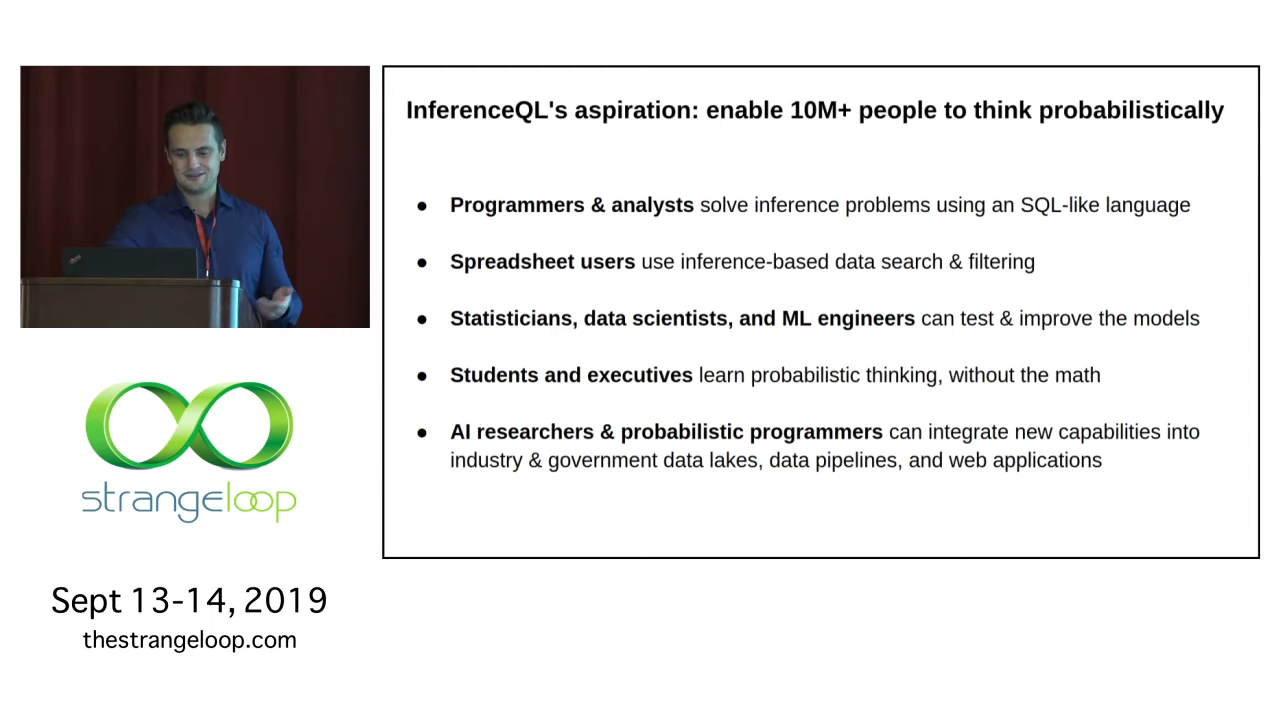 InferenceQL's aspiration: enable 10M+ people to think probabilistically
● Programmers & analysts solve inference problems using an SQL-like language
● Spreadsheet users use inference-based data search & filtering
● Statisticians, data scientists, and ML engineers can test & improve the models
● Students and executives learn probabilistic thinking, without the math
● AI researchers & probabilistic programmers can integrate new capabilities into
industry & government data lakes, data pipelines, and web applications
strangeloop
Sept 13-14, 2019
thestrangeloop.com